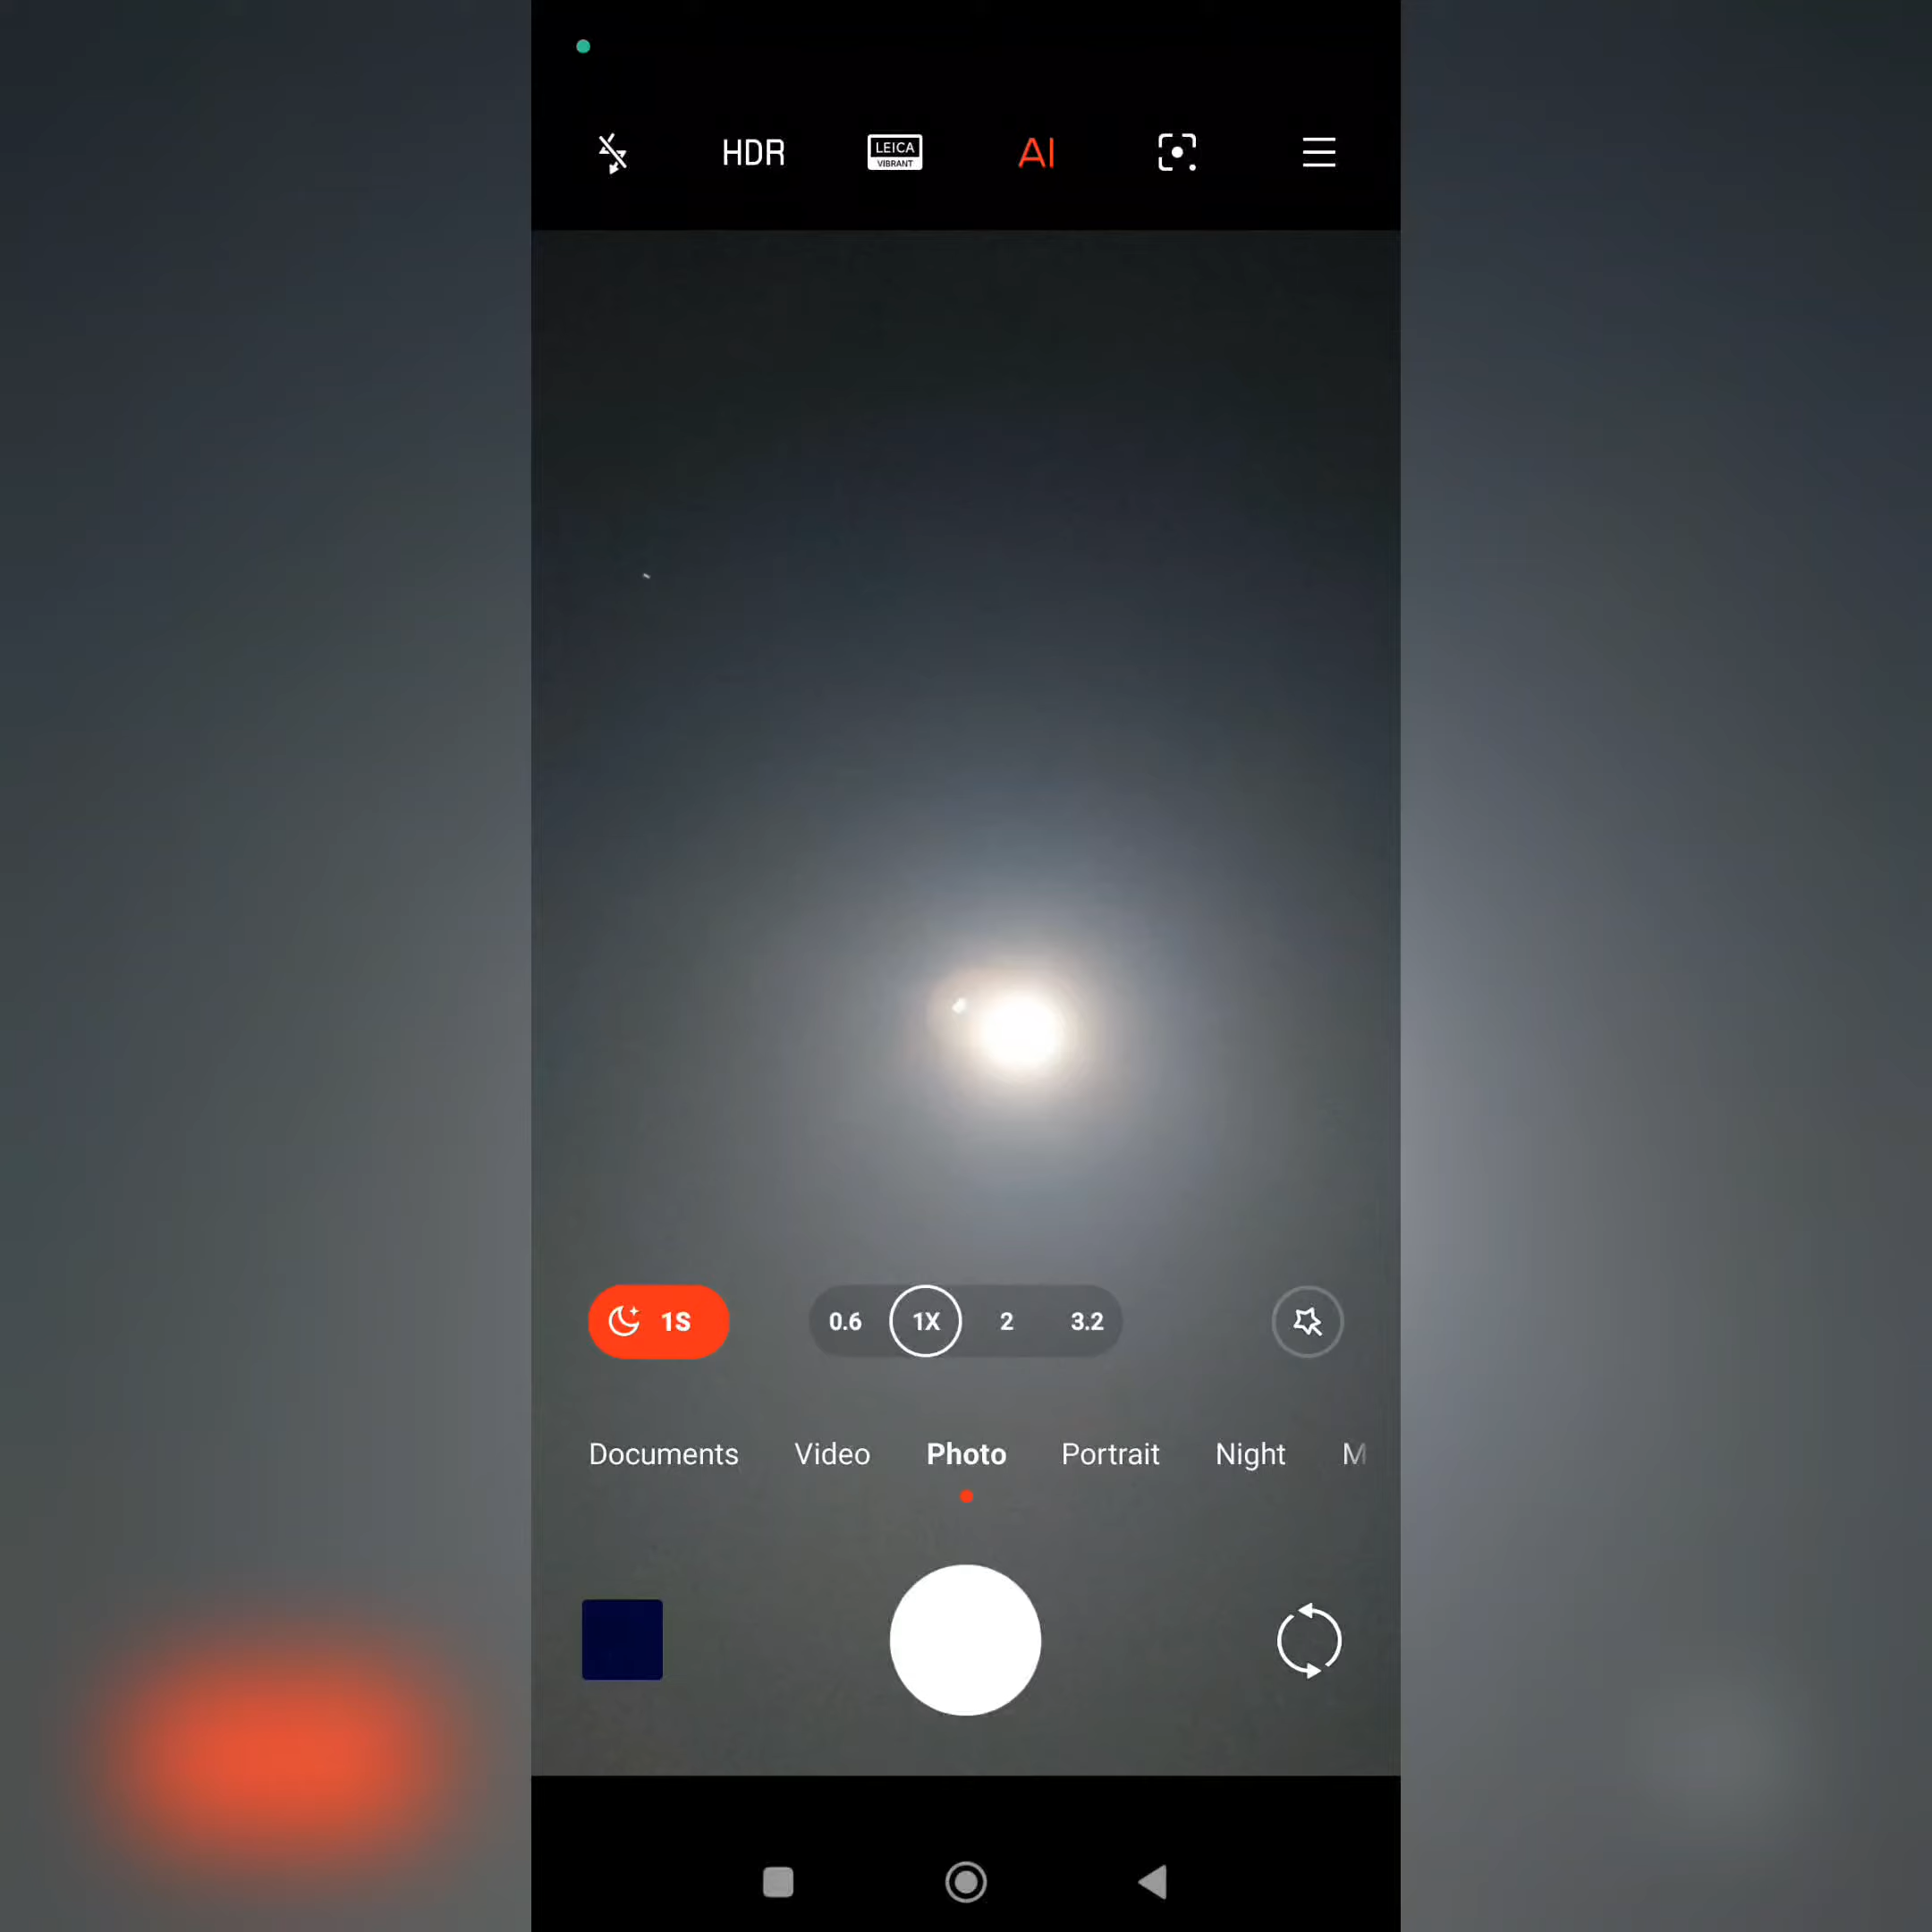 HDR
LEICA
VIBRANT
AI
1S
0.6 1X 2 3.2
Documents Video Photo Portrait Night M